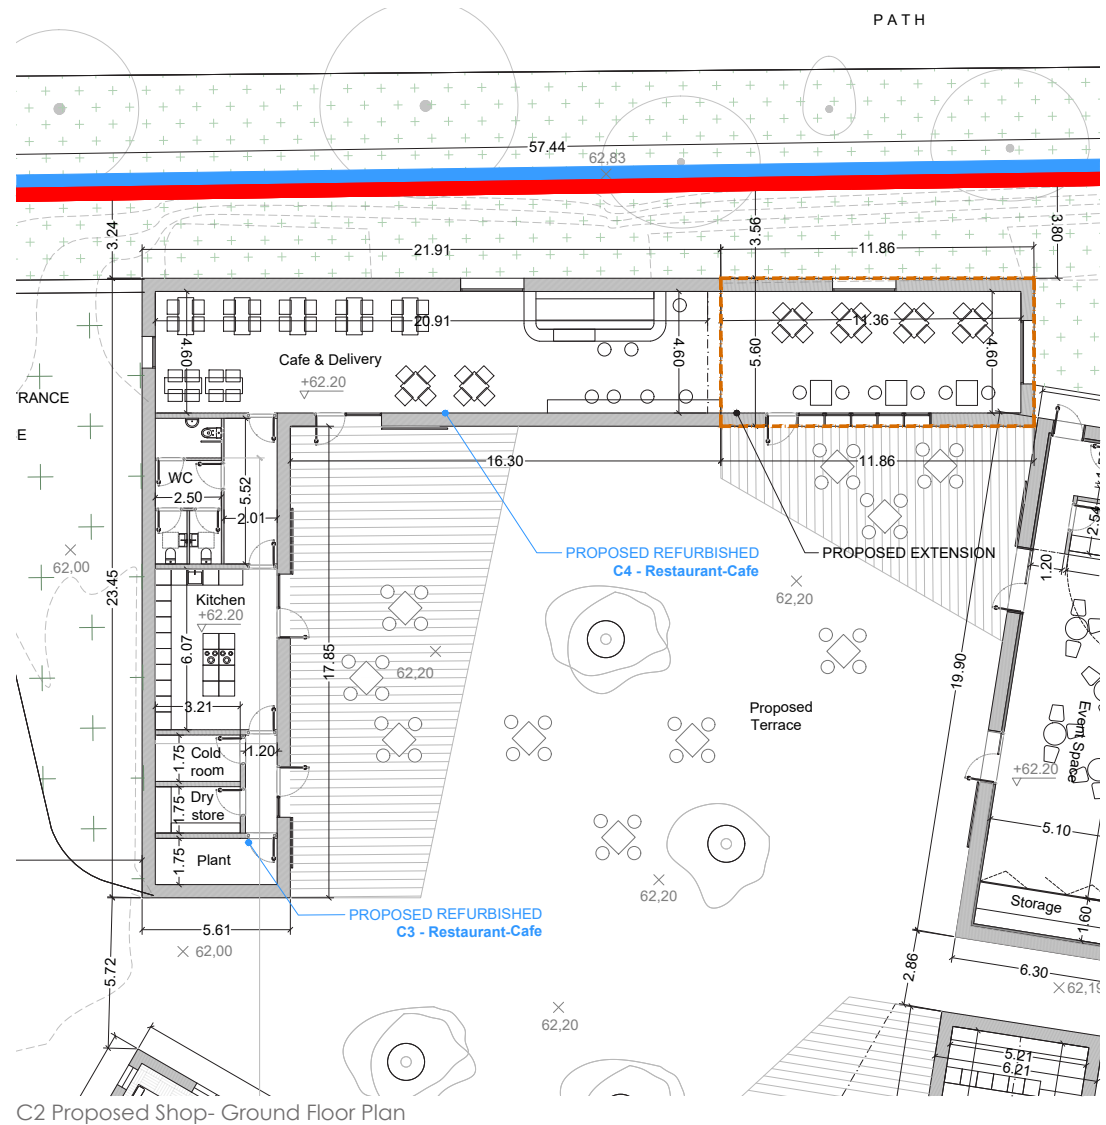 PATH
57.44
62,83
3.24
21.91
3.56
11.86
3.80
20.91
11.36
4.60
Cafe & Delivery
+62.20
4.60
5.60
4.60
TRANCE
E
16.30
11.86
WC
2.50
5.52
2.01
PROPOSED REFURBISHED
C4 - Restaurant-Cafe
PROPOSED EXTENSION
2.54
1.20
62,00
62,20
23.45
Kitchen
+62.20
6.07
17.85
62,20
19.90
3.21
Proposed
Terrace
Event Space
1.75
Cold
room
1.20
+62.20
1.75
Dry
store
5.10
1.75
Plant
62,20
Storage
1.60
PROPOSED REFURBISHED
C3 - Restaurant-Cafe
5.61
62,00
5.72
2.86
6.30
62,19
62,20
5.21
6.21
C2 Proposed Shop- Ground Floor Plan